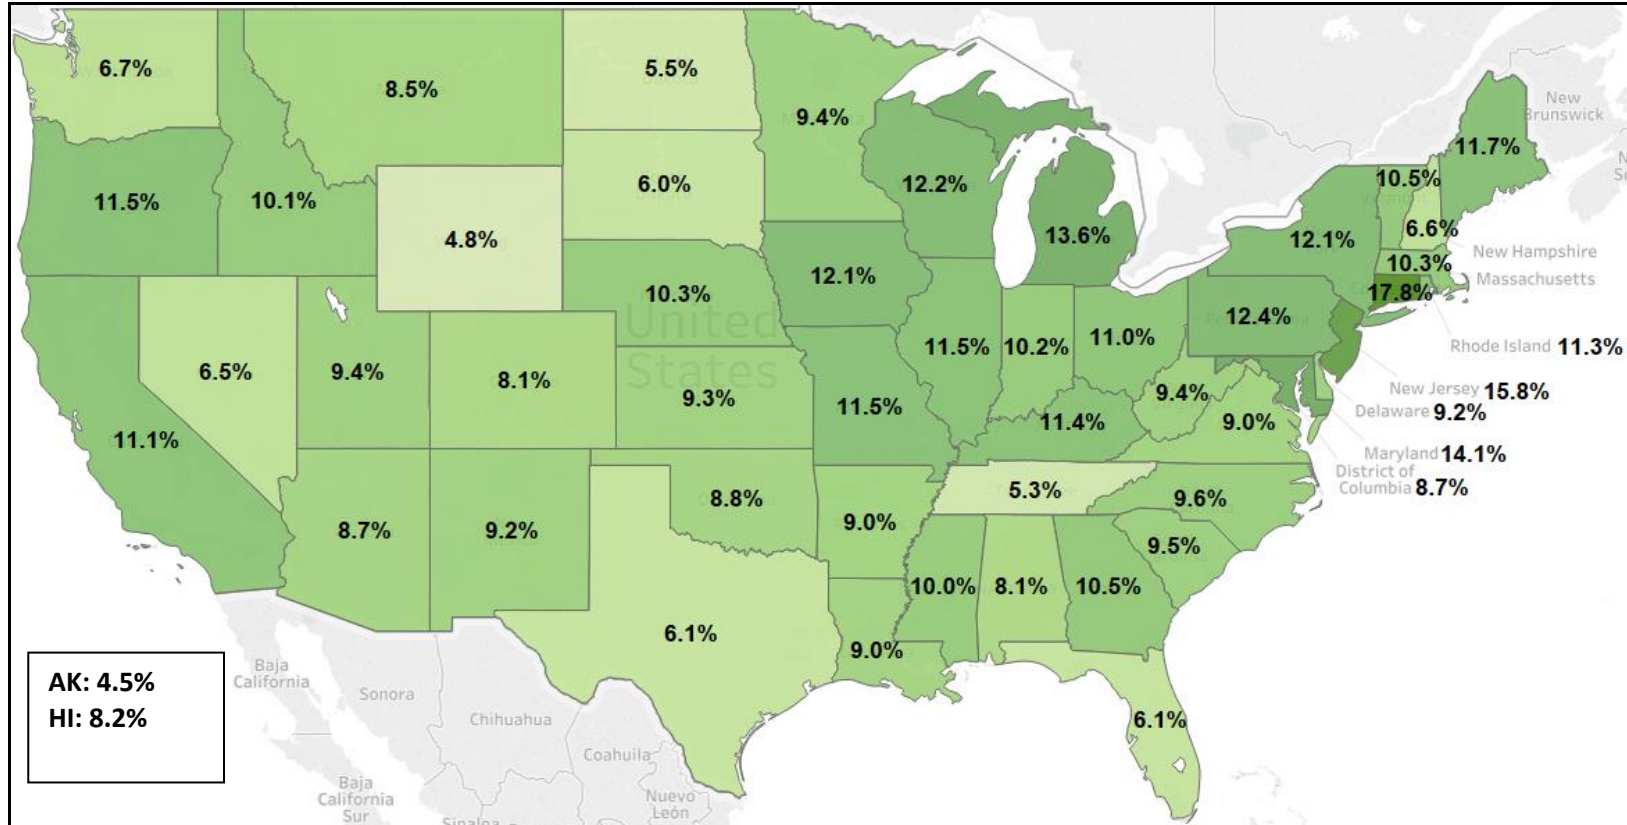 6.7%
5.5%
8.5%
9.4%
New
Brunswick
11.7%
6.0%
12.2%
10.5%
11.5%
10.1%
4.8%
13.6%
12.1%
6.6%
New Hampshire
10.3%
Massachusetts
12.1%
10.3%
17.8%
United
States
12.4%
11.5%
10.2%
11.0%
Rhode Island 11.3%
6.5%
9.4%
8.1%
9.3%
11.5%
9.4%
New Jersey 15.8%
Delaware 9.2%
11.1%
11.4%
9.0%
Maryland 14.1%
District of
Columbia 8.7%
5.3%
8.8%
9.6%
8.7%
9.2%
9.0%
9.5%
10.0%
8.1%
10.5%
6.1%
9.0%
AK: 4.5%
HI: 8.2%
Baja
California
Sonora
Chihuahua
6.1%
Coahuila
Baja
California
Sur
Nuevo
León